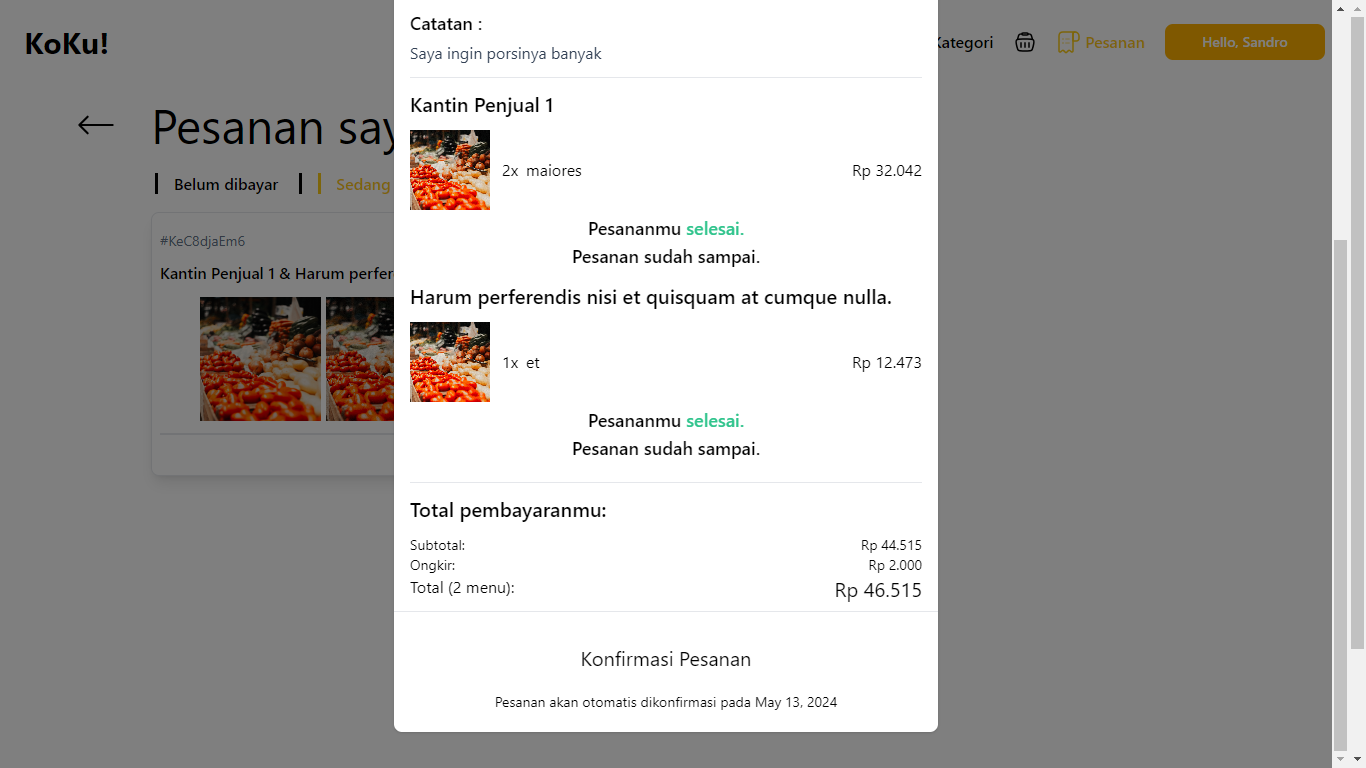 KoKu!
Kategori
Pesanan
Hello, Sandro
Pesanan say
Belum dibayar
Sedang
#KeC8djaEm6
Kantin Penjual 1 & Harum perfer
Catatan :
Saya ingin porsinya banyak
Kantin Penjual 1
2x maiores Rp 32.042
Pesananmu selesai.
Pesanan sudah sampai.
Harum perferendis nisi et quisquam at cumque nulla.
1x et Rp 12.473
Pesananmu selesai.
Pesanan sudah sampai.
Total pembayaranmu:
Subtotal: Rp 44.515
Ongkir: Rp 2.000
Total (2 menu): Rp 46.515
Konfirmasi Pesanan
Pesanan akan otomatis dikonfirmasi pada May 13, 2024